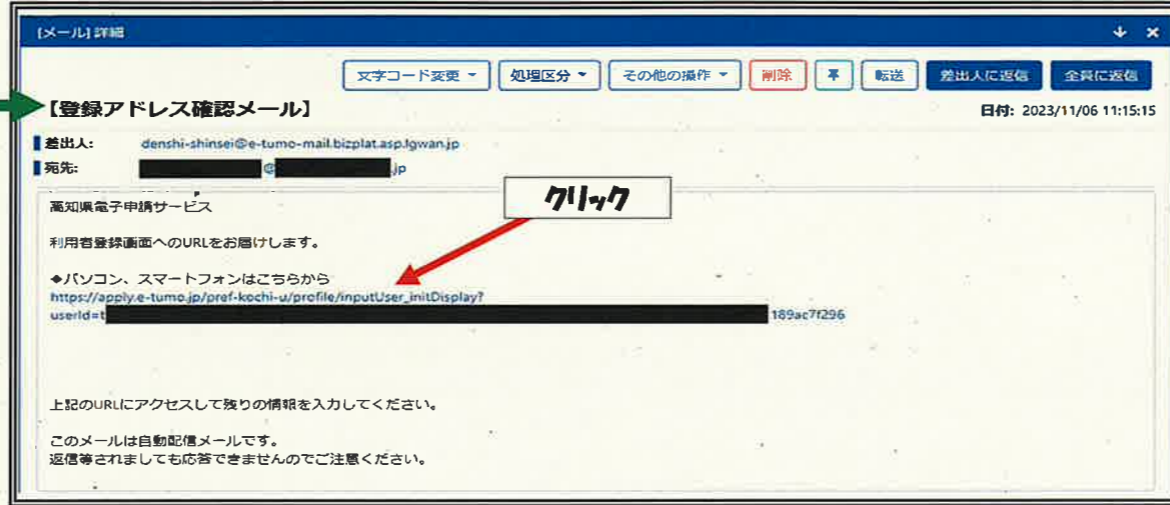 [メール]詳細
文字コード変更 処理区分 その他の操作 削除 転送 差出人に返信 全員に返信
【登録アドレス確認メール】
日付: 2023/11/06 11:15:15
差出人: denshi-shinsei@e-tumo-mail.bizplat.asp.lgwan.jp
宛先: @ .jp
クリック
高知県電子申請サービス
利用者登録画面へのURLをお届けします。
◆パソコン、スマートフォンはこちらから
https://apply.e-tumo.jp/pref-kochi-u/profile/inputUser_initDisplay?
userId=t 189ac7f296
上記のURLにアクセスして残りの情報を入力してください。
このメールは自動配信メールです。
返信等されましても応答できませんのでご注意ください。